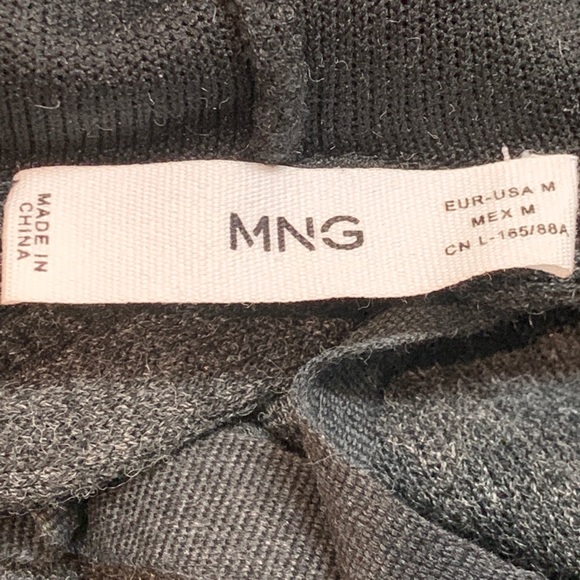 MADE IN
CHINA
MNG
EUR-USA M
MEX M
CN L-165/88A